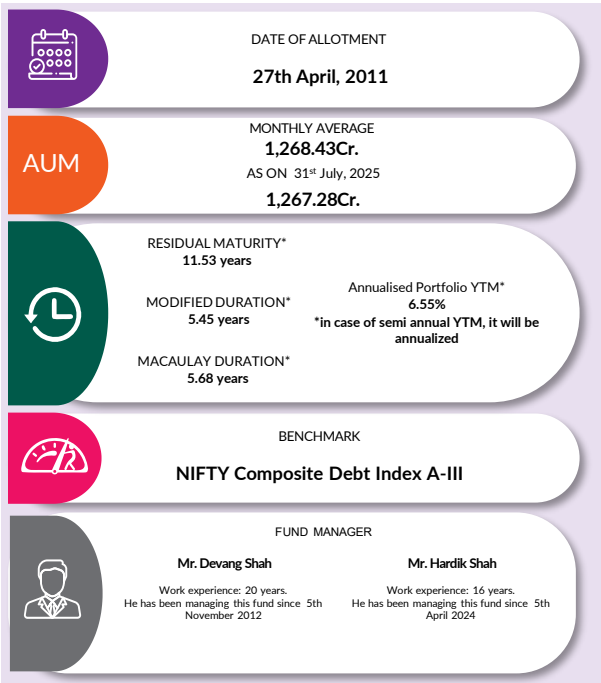 DATE OF ALLOTMENT
27th April, 2011
AUM
MONTHLY AVERAGE
1,268.43Cr.
AS ON 31st July, 2025
1,267.28Cr.
RESIDUAL MATURITY*
11.53 years
MODIFIED DURATION*
5.45 years
MACAULAY DURATION*
5.68 years
Annualised Portfolio YTM*
6.55%
*in case of semi annual YTM, it will be
annualized
BENCHMARK
NIFTY Composite Debt Index A-III
FUND MANAGER
Mr. Devang Shah
Work experience: 20 years.
He has been managing this fund since 5th
November 2012
Mr. Hardik Shah
Work experience: 16 years.
He has been managing this fund since 5th
April 2024